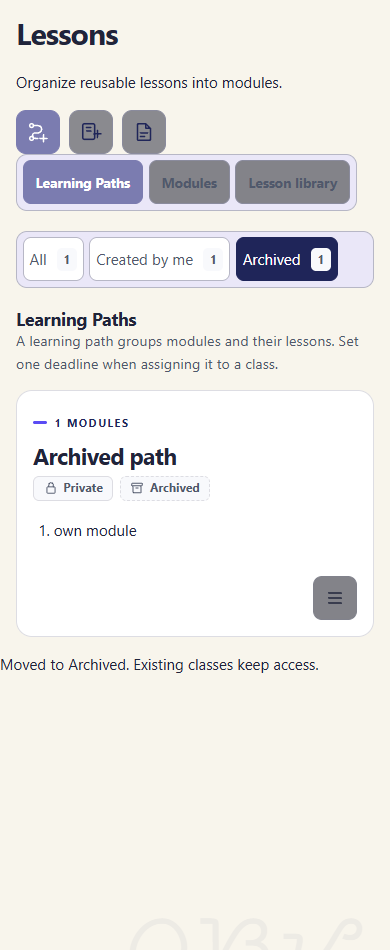 Lessons
Organize reusable lessons into modules.
Learning Paths Modules Lesson library
All 1 Created by me 1 Archived 1
Learning Paths
A learning path groups modules and their lessons. Set
one deadline when assigning it to a class.
1 MODULES
Archived path
Private Archived
1. own module
Moved to Archived. Existing classes keep access.